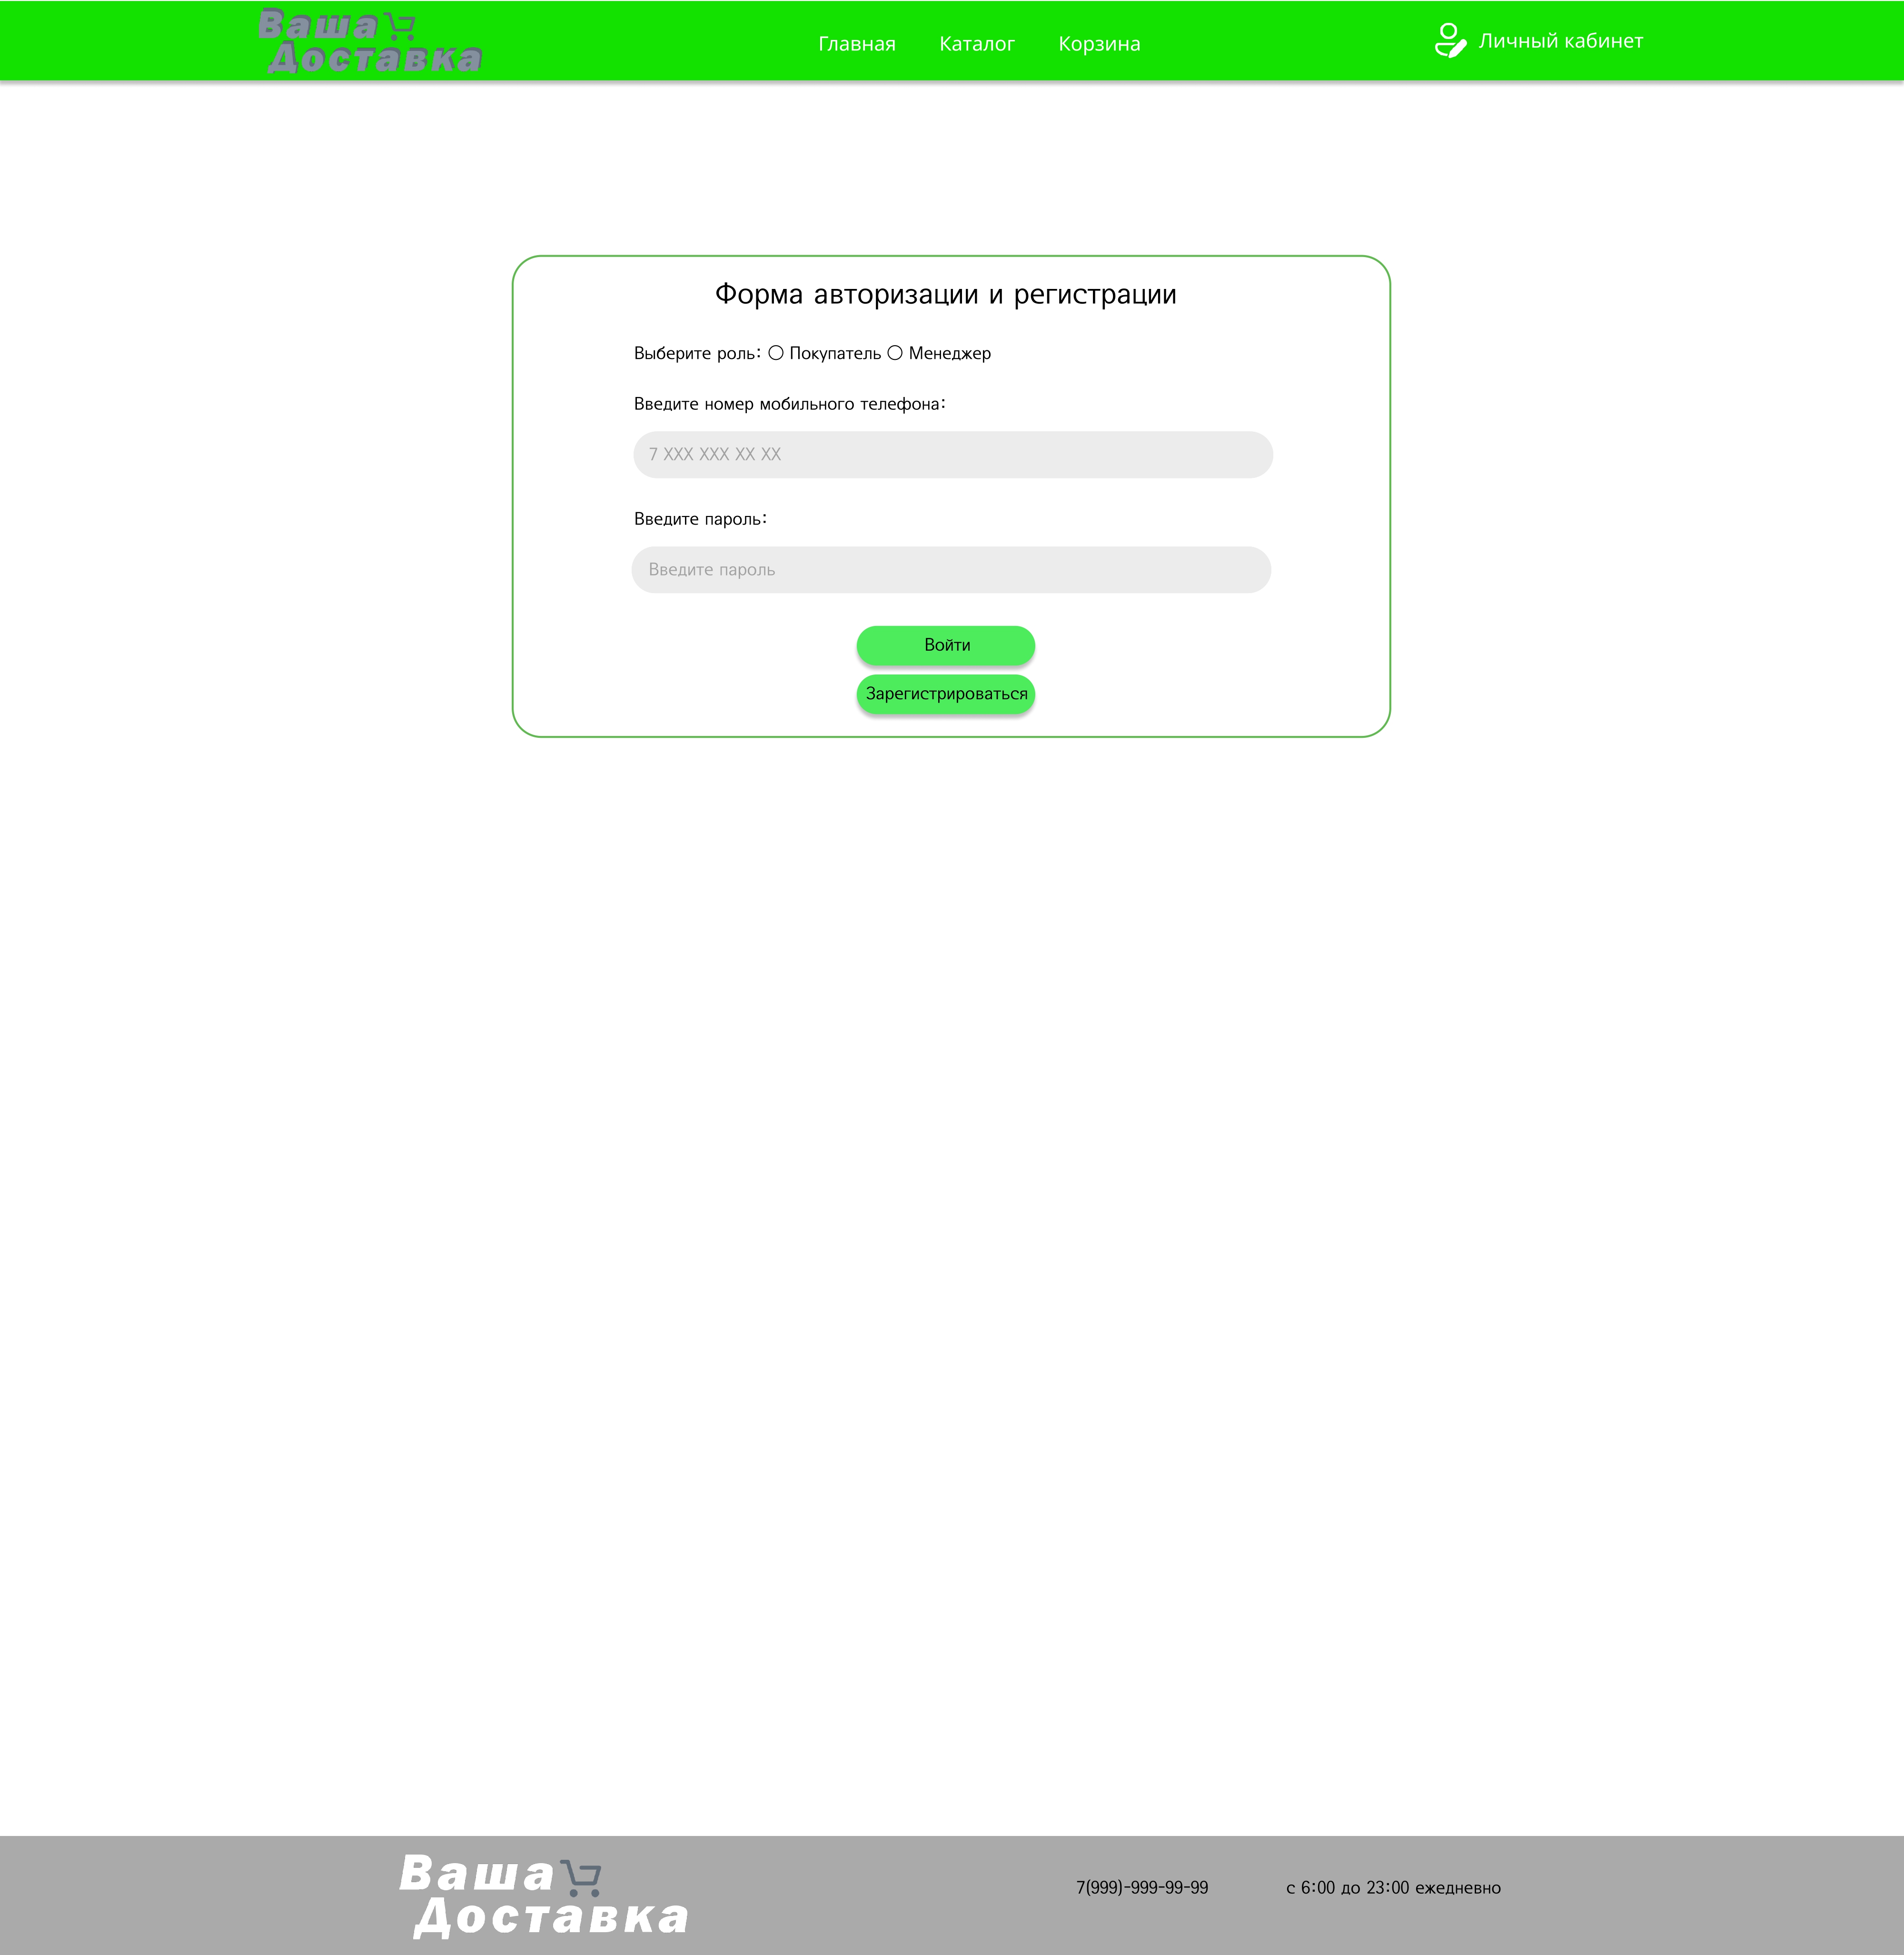 Ваша
Доставка
Главная Каталог Корзина
Личный кабинет
Форма авторизации и регистрации
Выберите роль: Покупатель Менеджер
Введите номер мобильного телефона:
7 XXX XXX XX XX
Введите пароль:
Введите пароль
Войти
Зарегистрироваться
Ваша
Доставка
7(999)-999-99-99 с 6:00 до 23:00 ежедневно